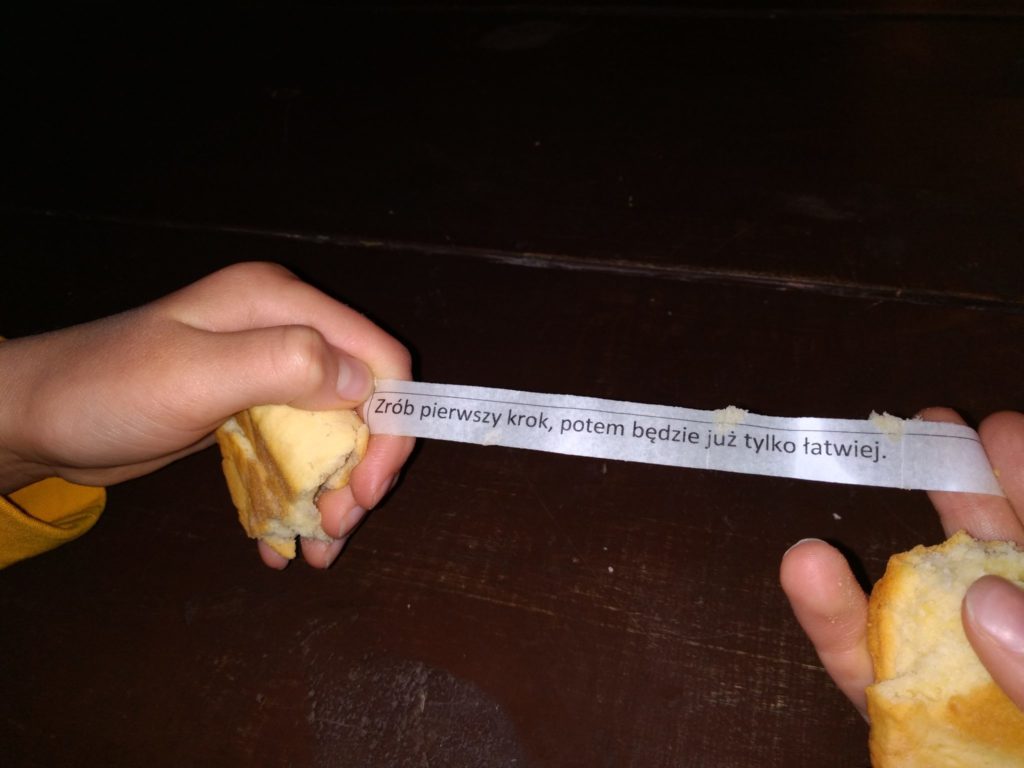 Zrób pierwszy krok, potem będzie już tylko łatwiej.